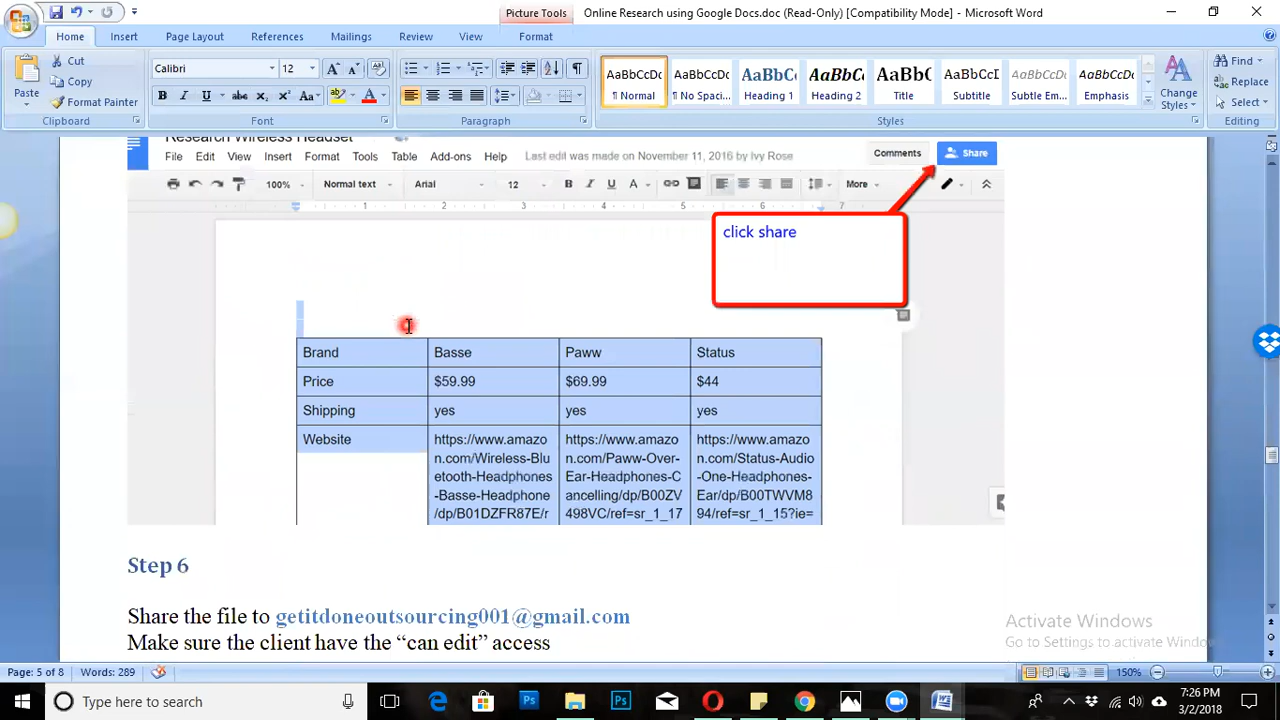 Picture Tools
Online Research using Google Docs.doc (Read-Only) [Compatibility Mode] - Microsoft Word
Home Insert Page Layout References Mailings Review View Format
Paste
Cut
Copy
Format Painter
Clipboard
Calibri 12
Font
Paragraph
AaBbCcDc AaBbCcDc AaBbCc AaBbCc AaBbCc AaBbCcI AaBbCcDc AaBbCcDc
¶ Normal ¶ No Spaci... Heading 1 Heading 2 Title Subtitle Subtle Em... Emphasis
Change Styles
Styles
Find
Replace
Select
Editing
Research Wireless Headset
File Edit View Insert Format Tools Table Add-ons Help Last edit was made on November 11, 2016 by Ivy Rose
Comments Share
100% Normal text Arial 12 B I U A More
1 2 3 4 5 6 7
click share
Brand Basse Paww Status
Price $59.99 $69.99 $44
Shipping yes yes yes
Website https://www.amazo https://www.amazo https://www.amazo
n.com/Wireless-Blu n.com/Paww-Over- n.com/Status-Audio
etooth-Headphones Ear-Headphones-C -One-Headphones-
-Basse-Headphone ancelling/dp/B00ZV Ear/dp/B00TWVM8
/dp/B01DZFR87E/r 498VC/ref=sr_1_17 94/ref=sr_1_15?ie=
Step 6
Share the file to getitdoneoutsourcing001@gmail.com
Make sure the client have the “can edit” access
Activate Windows
Go to Settings to activate Windows
Page: 5 of 8 Words: 289 150%
Type here to search
7:26 PM
3/2/2018